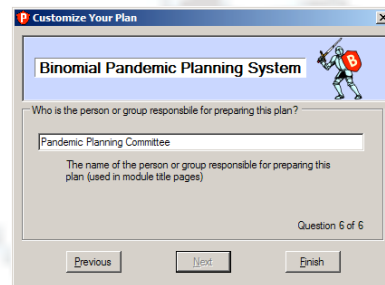 Customize Your Plan
Binomial Pandemic Planning System
B
Who is the person or group responsbile for preparing this plan?
Pandemic Planning Committee
The name of the person or group responsible for preparing this
plan (used in module title pages)
Question 6 of 6
Previous Next Finish